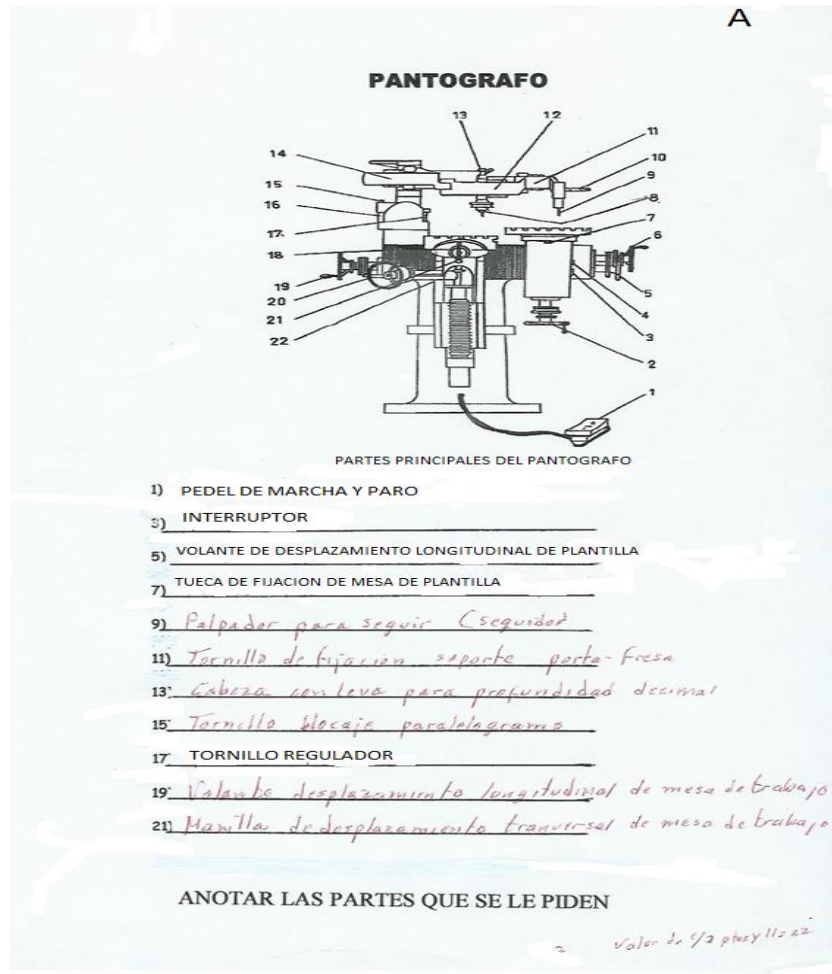 A
PANTOGRAFO
13
12
11
14
10
9
15
8
16
7
17
6
18
19
5
20
4
21
3
22
2
1
PARTES PRINCIPALES DEL PANTOGRAFO
1) PEDEL DE MARCHA Y PARO
3) INTERRUPTOR
5) VOLANTE DE DESPLAZAMIENTO LONGITUDINAL DE PLANTILLA
7) TUECA DE FIJACION DE MESA DE PLANTILLA
9) Palpador para seguir (seguidor
11) Tornillo de fijacion soporte porta-fresa
13) Cabeza con leva para profundidad decimal
15) Tornillo blocaje paralelogramo
17 TORNILLO REGULADOR
19) Volante desplazamiento longitudinal de mesa de trabajo
21) Manilla de desplazamiento tranversal de mesa de trabajo
ANOTAR LAS PARTES QUE SE LE PIDEN
Valor de 1/2 ptos y